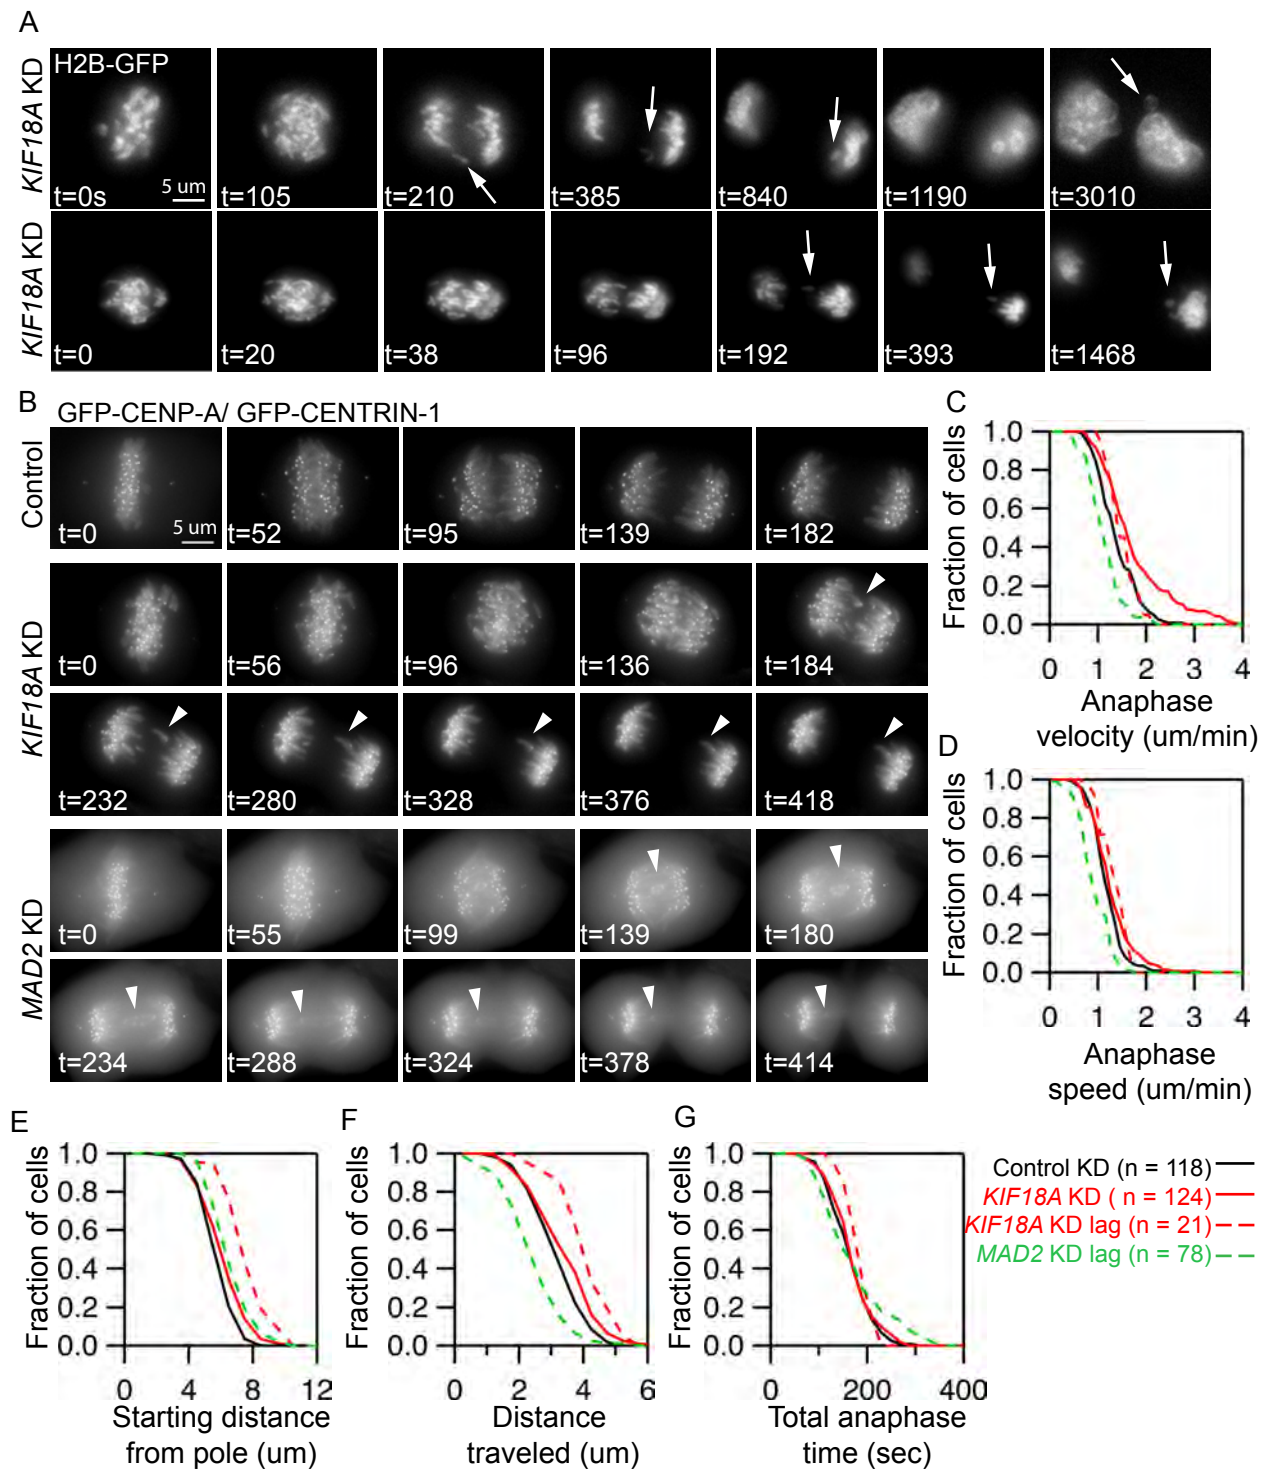 A
KIF18A KD
H2B-GFP
t=0s
5 um
t=105
t=210
t=385
t=840
t=1190
t=3010
KIF18A KD
t=0
t=20
t=38
t=96
t=192
t=393
t=1468
B
GFP-CENP-A/ GFP-CENTRIN-1
Control
t=0
5 um
t=52
t=95
t=139
t=182
KIF18A KD
t=0
t=56
t=96
t=136
t=184
t=232
t=280
t=328
t=376
t=418
MAD2 KD
t=0
t=55
t=99
t=139
t=180
t=234
t=288
t=324
t=378
t=414
C
Fraction of cells
1.0
0.8
0.6
0.4
0.2
0.0
0 1 2 3 4
Anaphase
velocity (um/min)
D
Fraction of cells
1.0
0.8
0.6
0.4
0.2
0.0
0 1 2 3 4
Anaphase
speed (um/min)
E
Fraction of cells
1.0
0.8
0.6
0.4
0.2
0.0
0 4 8 12
Starting distance
from pole (um)
F
Fraction of cells
1.0
0.8
0.6
0.4
0.2
0.0
0 2 4 6
Distance
traveled (um)
G
Fraction of cells
1.0
0.8
0.6
0.4
0.2
0.0
0 200 400
Total anaphase
time (sec)
Control KD (n = 118)
KIF18A KD ( n = 124)
KIF18A KD lag (n = 21)
MAD2 KD lag (n = 78)